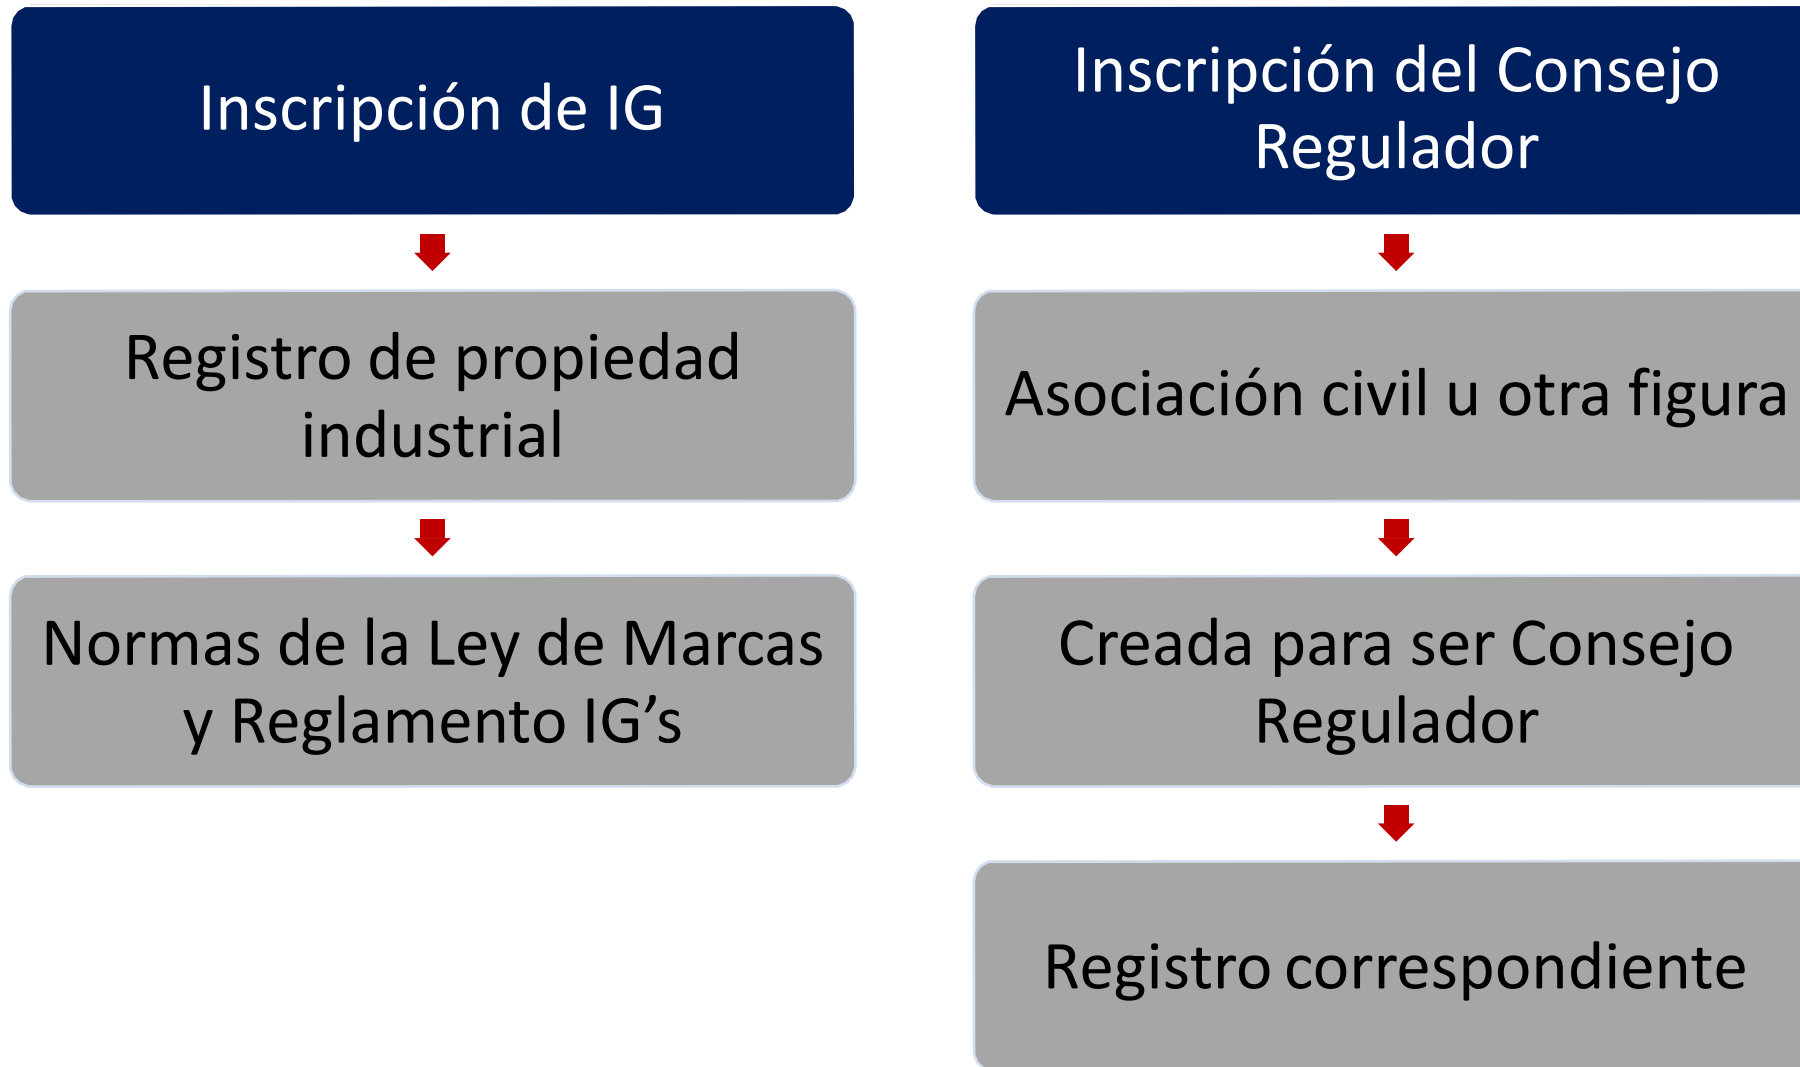 Inscripción de IG
Registro de propiedad
industrial
Normas de la Ley de Marcas
y Reglamento IG’s
Inscripción del Consejo
Regulador
Asociación civil u otra figura
Creada para ser Consejo
Regulador
Registro correspondiente